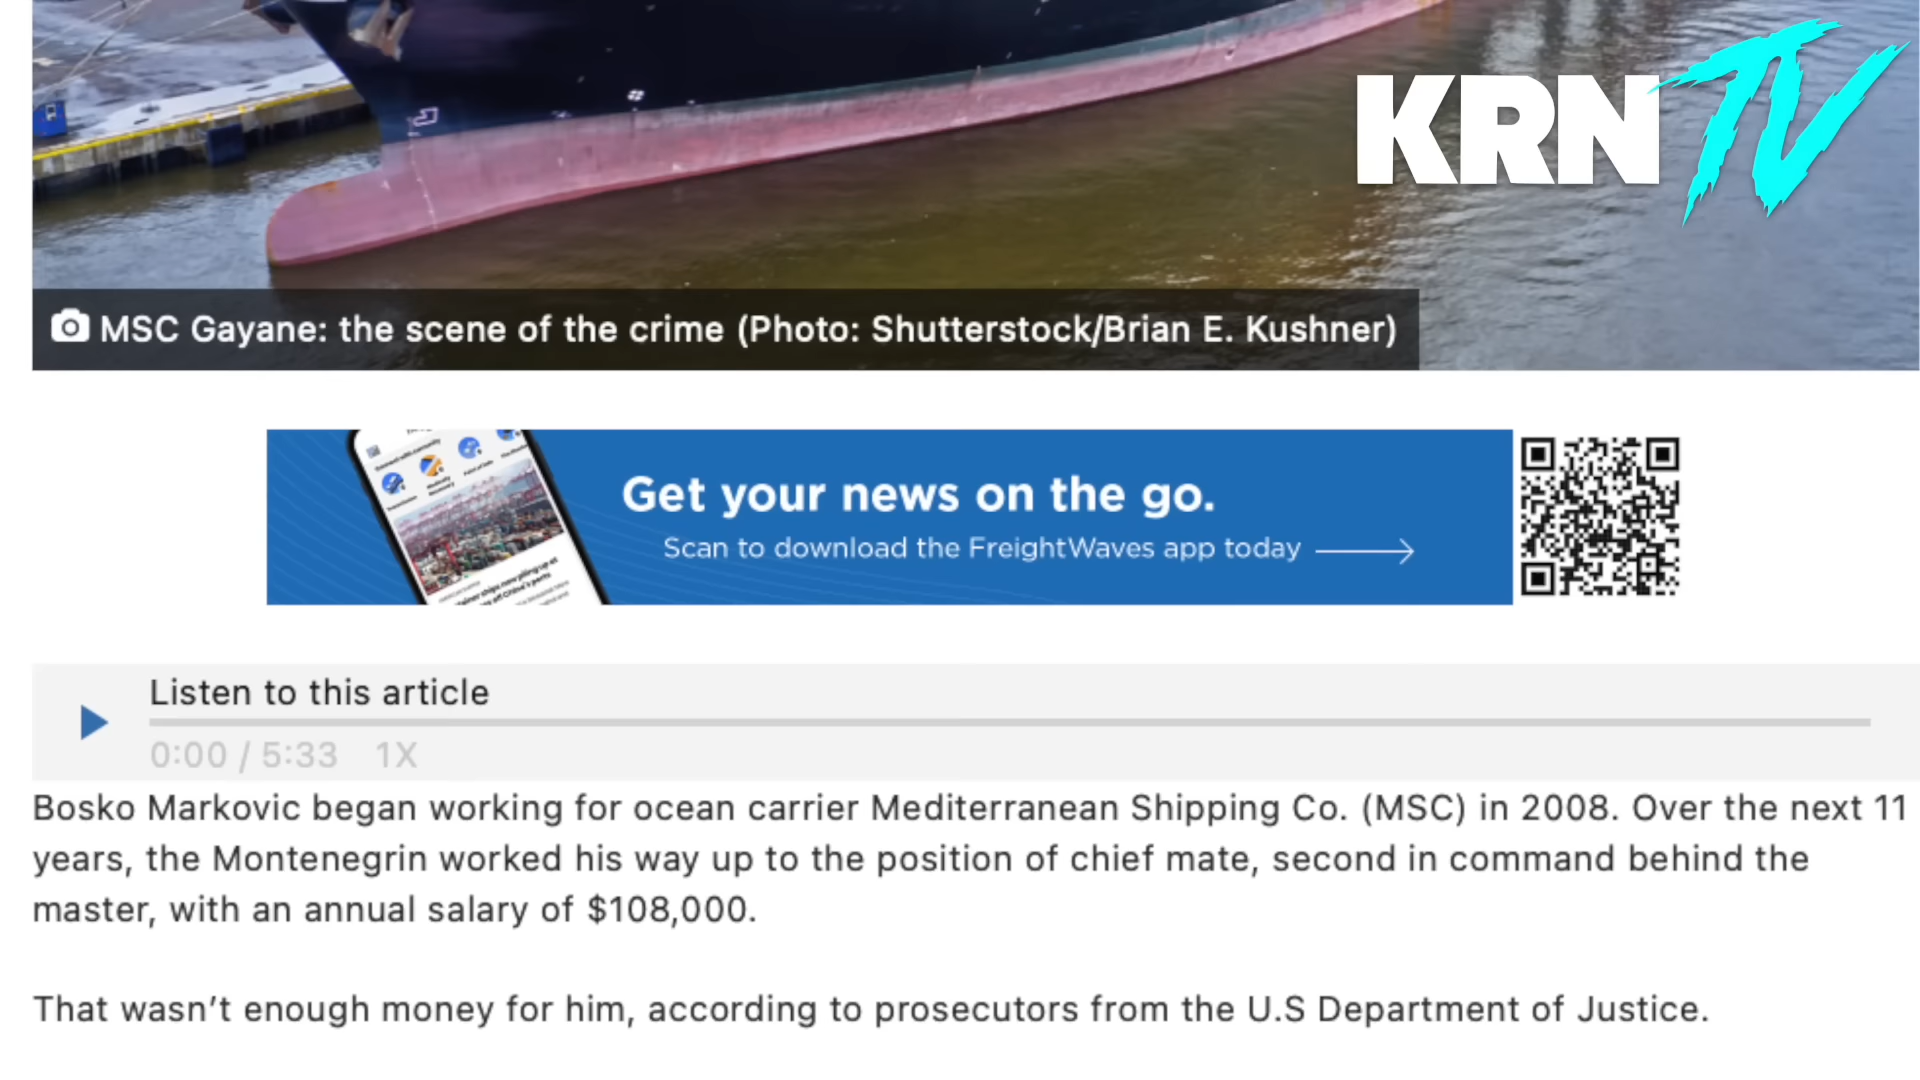 KRN TV
MSC Gayane: the scene of the crime (Photo: Shutterstock/Brian E. Kushner)
Get your news on the go.
Scan to download the FreightWaves app today
Listen to this article
0:00 / 5:33 1X
Bosko Markovic began working for ocean carrier Mediterranean Shipping Co. (MSC) in 2008. Over the next 11
years, the Montenegrin worked his way up to the position of chief mate, second in command behind the
master, with an annual salary of $108,000.
That wasn’t enough money for him, according to prosecutors from the U.S Department of Justice.